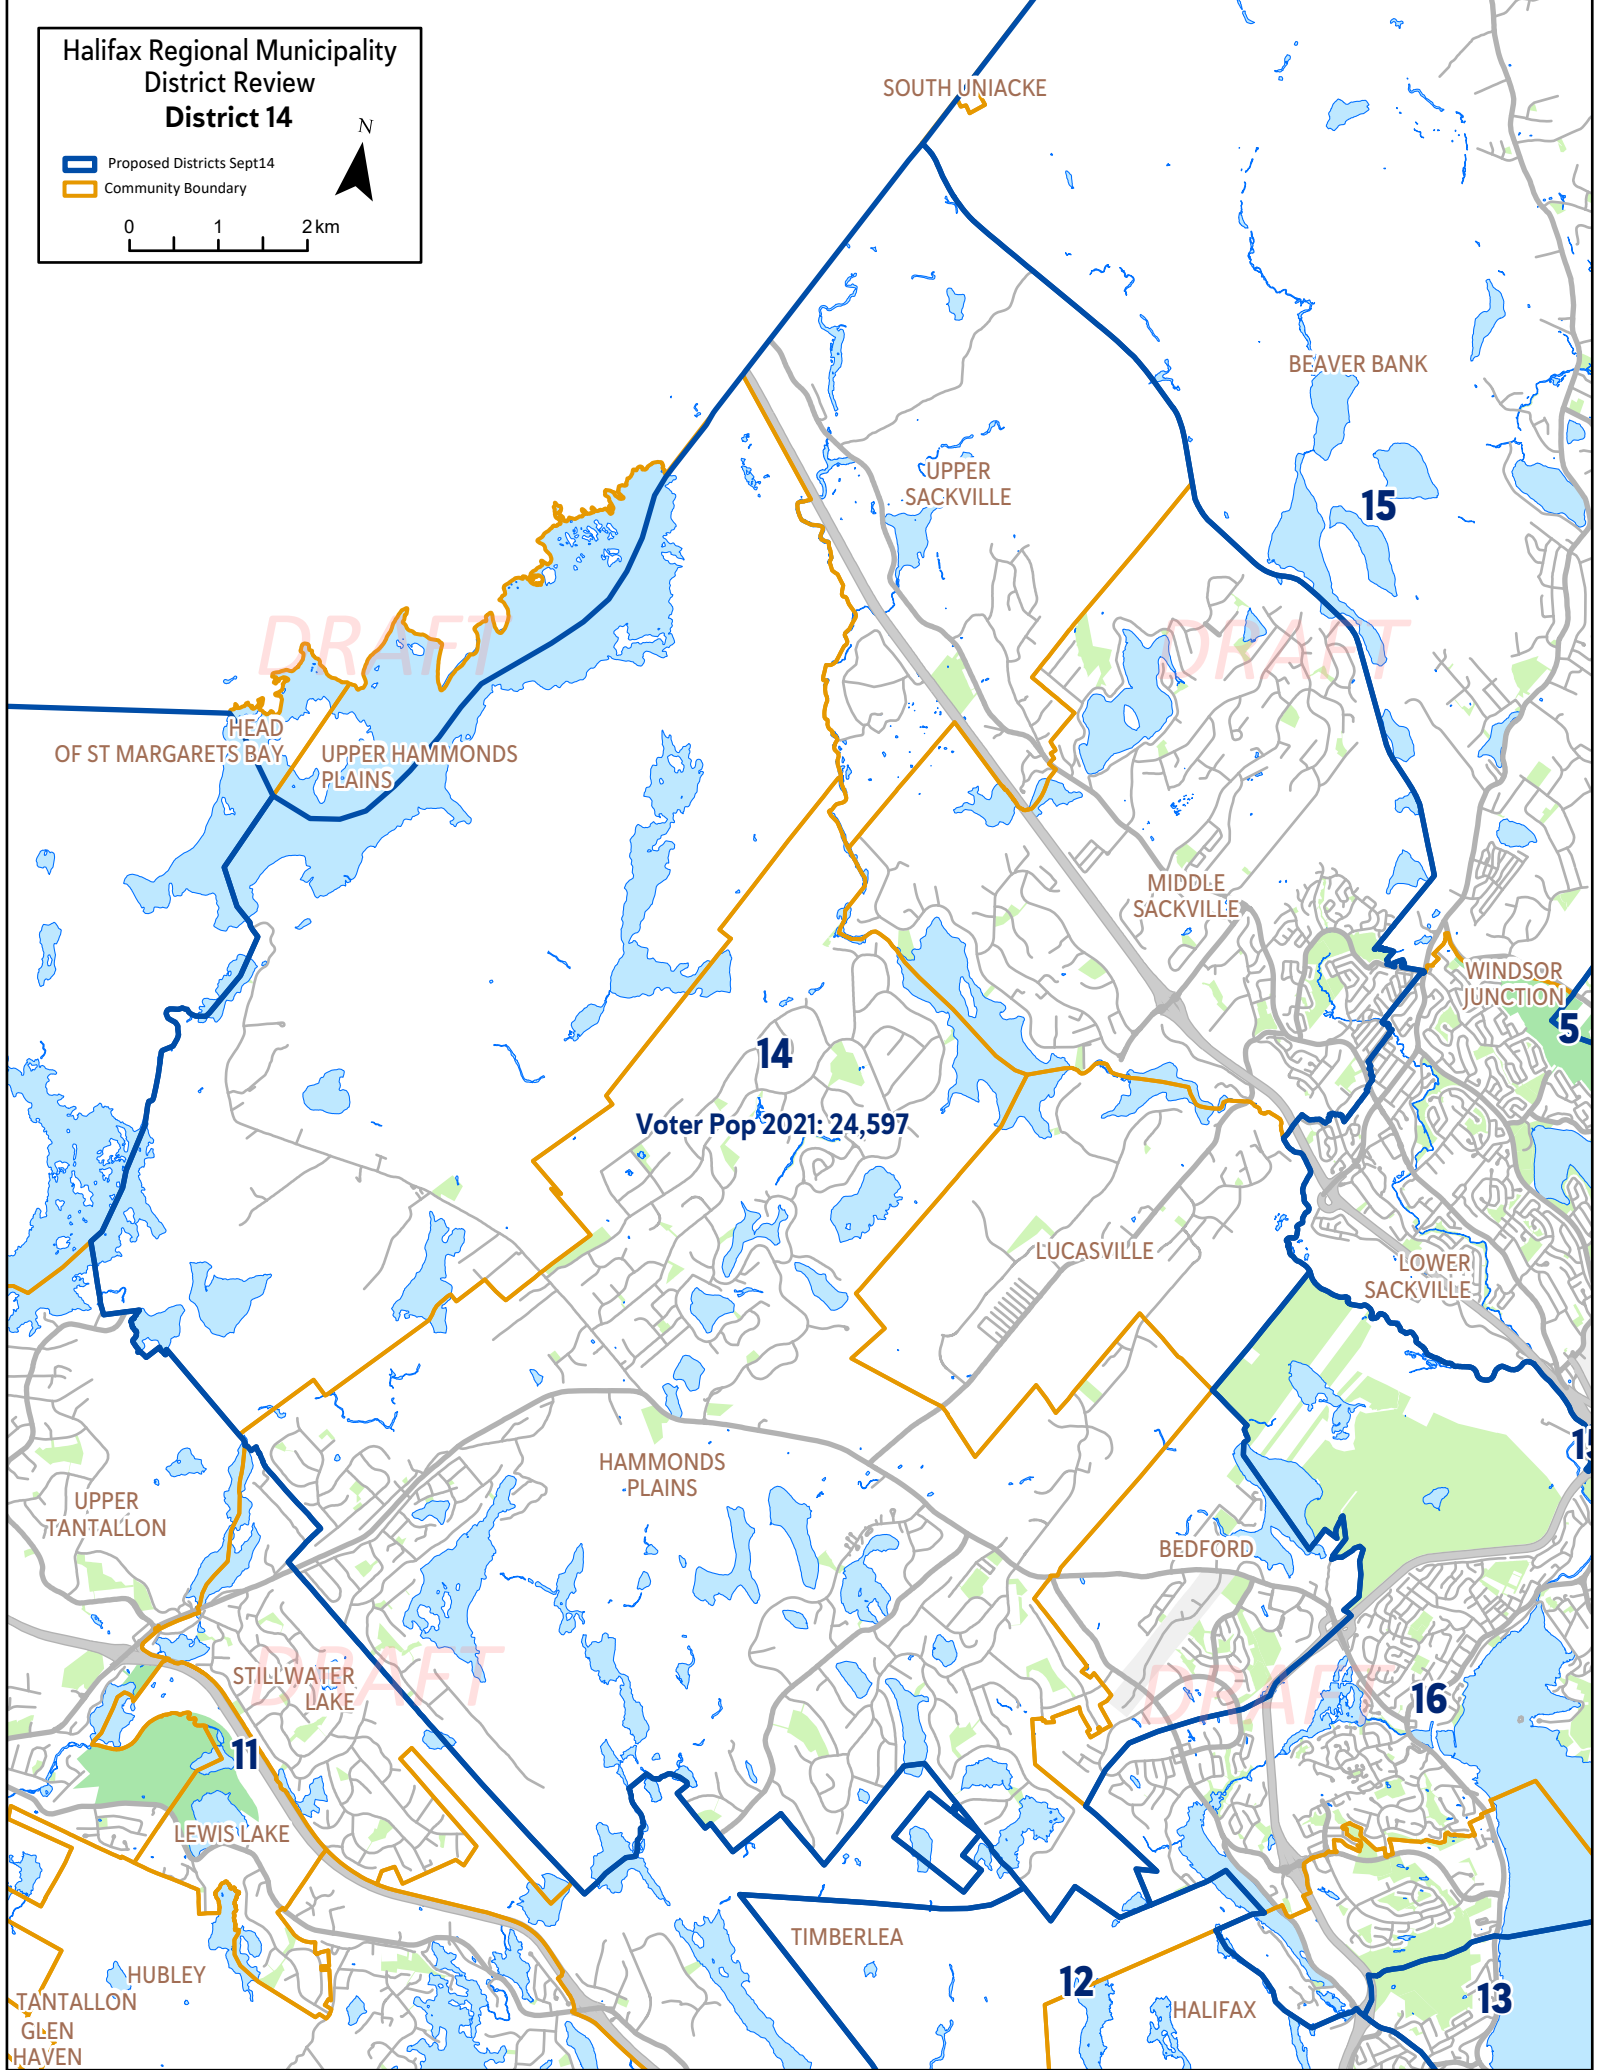 Halifax Regional Municipality
District Review
District 14
N
Proposed Districts Sept14
Community Boundary
0 1 2 km
SOUTH UNIACKE
BEAVER BANK
UPPER
SACKVILLE
15
DRAFT
DRAFT
HEAD
OF ST MARGARETS BAY
UPPER HAMMONDS
PLAINS
MIDDLE
SACKVILLE
WINDSOR
JUNCTION
5
14
Voter Pop 2021: 24,597
LUCASVILLE
LOWER
SACKVILLE
HAMMONDS
PLAINS
UPPER
TANTALLON
BEDFORD
STILLWATER
LAKE
DRAFT
DRAFT
16
11
LEWIS LAKE
TIMBERLEA
HUBLEY
12
HALIFAX
13
TANTALLON
GLEN
HAVEN